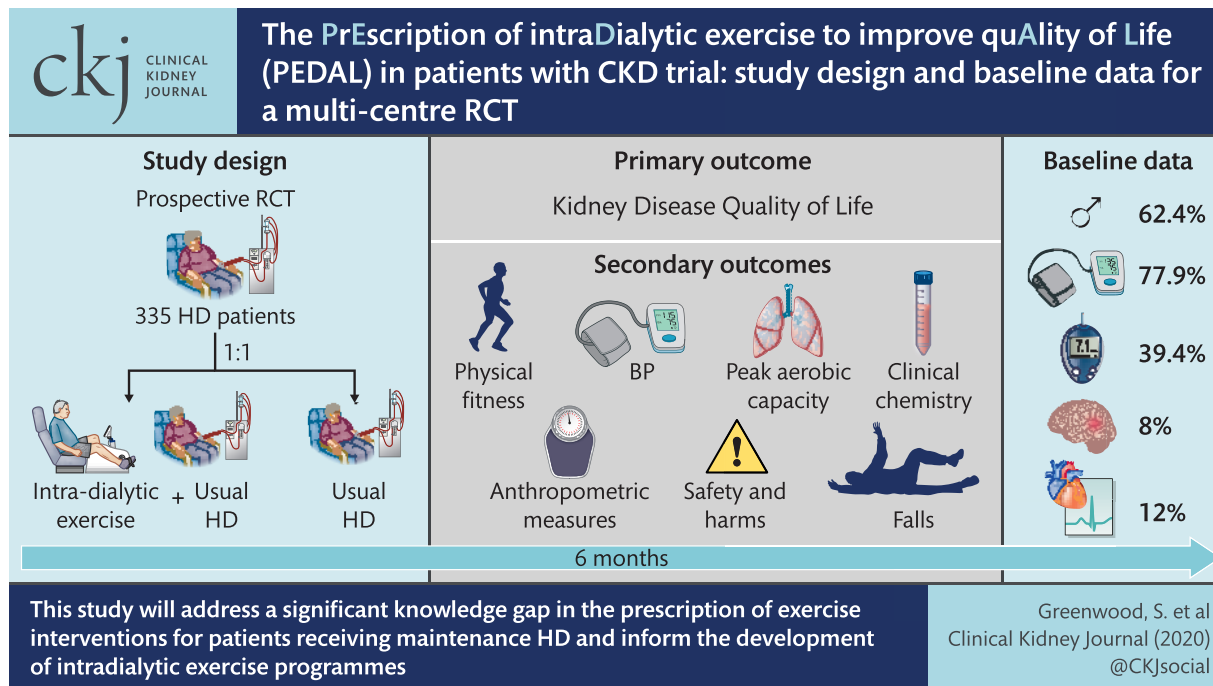 ckj CLINICAL
KIDNEY
JOURNAL
The PrEscription of intraDialytic exercise to improve quAlity of Life
(PEDAL) in patients with CKD trial: study design and baseline data for
a multi-centre RCT
Study design
Prospective RCT
335 HD patients
1:1
Intra-dialytic
exercise
+
Usual
HD
Usual
HD
Primary outcome
Kidney Disease Quality of Life
Secondary outcomes
Physical
fitness
BP
Peak aerobic
capacity
Clinical
chemistry
Anthropometric
measures
Safety and
harms
Falls
Baseline data
62.4%
77.9%
7.1
39.4%
8%
12%
6 months
This study will address a significant knowledge gap in the prescription of exercise
interventions for patients receiving maintenance HD and inform the development
of intradialytic exercise programmes
Greenwood, S. et al
Clinical Kidney Journal (2020)
@CKJsocial